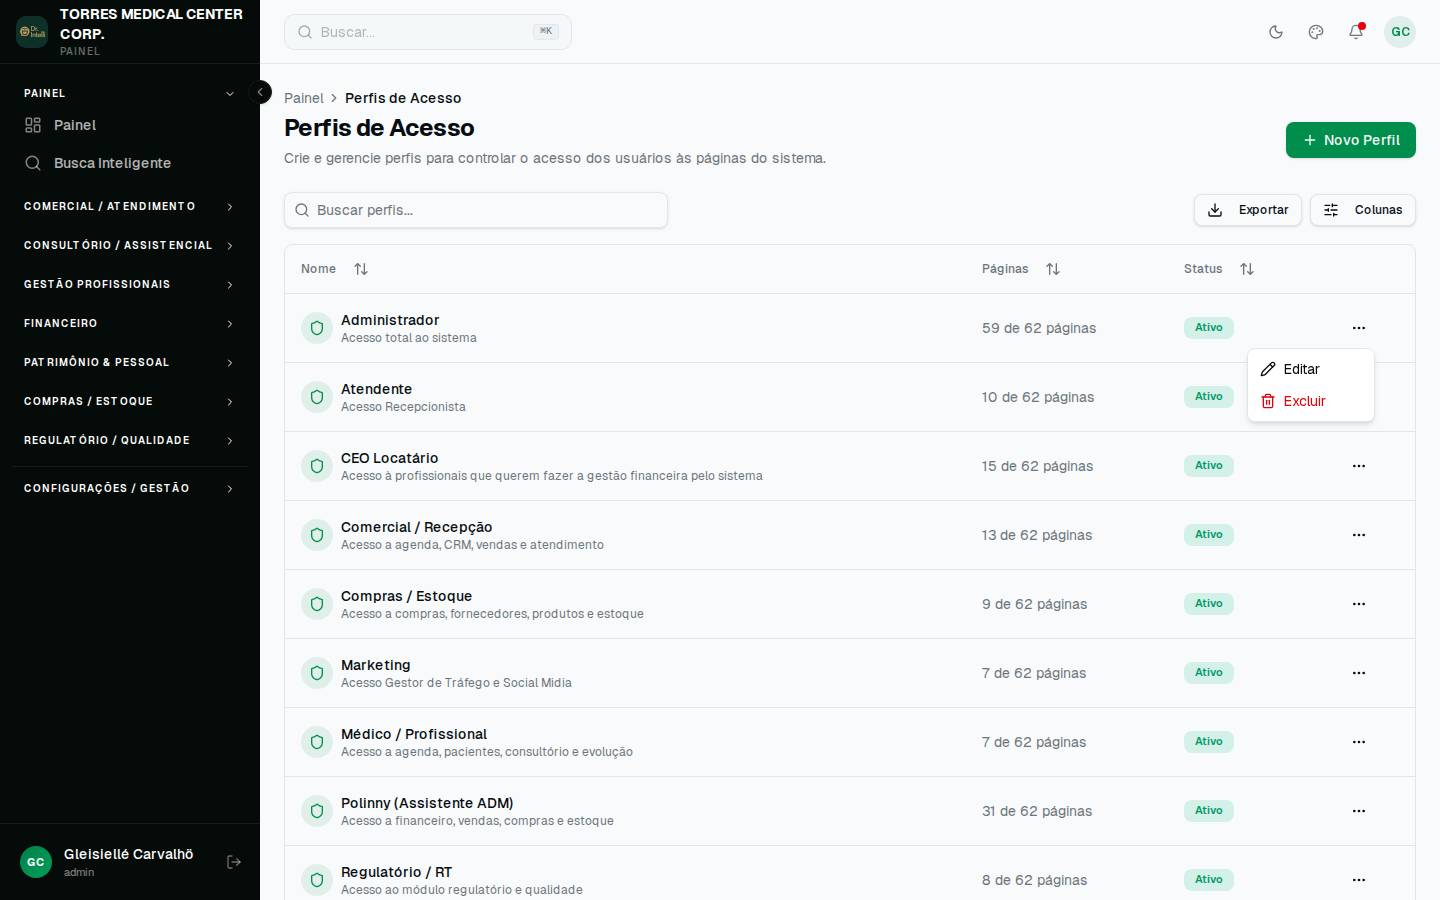 TORRES MEDICAL CENTER
CORP.
PAINEL
Dr.
Intelli
PAINEL
Painel
Busca Inteligente
COMERCIAL / ATENDIMENTO
CONSULTÓRIO / ASSISTENCIAL
GESTÃO PROFISSIONAIS
FINANCEIRO
PATRIMÔNIO & PESSOAL
COMPRAS / ESTOQUE
REGULATÓRIO / QUALIDADE
CONFIGURAÇÕES / GESTÃO
GC
Gleisiellé Carvalhö
admin
Buscar...
⌘K
GC
Painel > Perfis de Acesso
Perfis de Acesso
Crie e gerencie perfis para controlar o acesso dos usuários às páginas do sistema.
+ Novo Perfil
Buscar perfis...
Exportar
Colunas
Nome Páginas Status
Administrador
Acesso total ao sistema
59 de 62 páginas
Ativo
Editar
Excluir
Atendente
Acesso Recepcionista
10 de 62 páginas
Ativo
CEO Locatário
Acesso à profissionais que querem fazer a gestão financeira pelo sistema
15 de 62 páginas
Ativo
Comercial / Recepção
Acesso a agenda, CRM, vendas e atendimento
13 de 62 páginas
Ativo
Compras / Estoque
Acesso a compras, fornecedores, produtos e estoque
9 de 62 páginas
Ativo
Marketing
Acesso Gestor de Tráfego e Social Midia
7 de 62 páginas
Ativo
Médico / Profissional
Acesso a agenda, pacientes, consultório e evolução
7 de 62 páginas
Ativo
Polinny (Assistente ADM)
Acesso a financeiro, vendas, compras e estoque
31 de 62 páginas
Ativo
Regulatório / RT
Acesso ao módulo regulatório e qualidade
8 de 62 páginas
Ativo